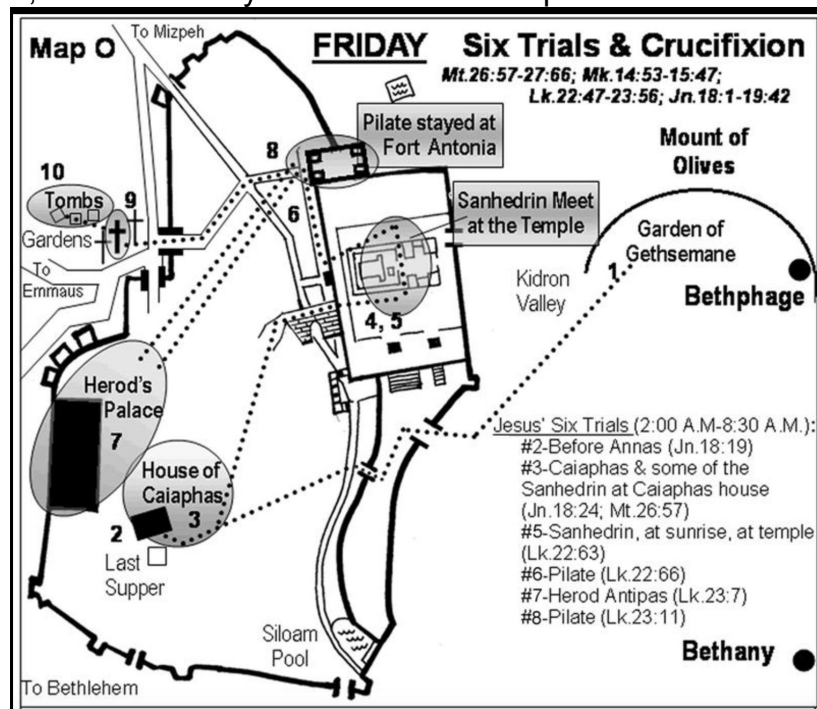 To Mizpeh
Map O
FRIDAY Six Trials & Crucifixion
Mt.26:57-27:66; Mk.14:53-15:47;
Lk.22:47-23:56; Jn.18:1-19:42
Pilate stayed at
Fort Antonia
8
Mount of
Olives
10
Tombs
9
Gardens
6
Sanhedrin Meet
at the Temple
Garden of
Gethsemane
1
To
Emmaus
Kidron
Valley
Bethphage
4, 5
Herod's
Palace
7
House of
Caiaphas
2
3
Last
Supper
Jesus' Six Trials (2:00 A.M-8:30 A.M.):
#2-Before Annas (Jn.18:19)
#3-Caiaphas & some of the
Sanhedrin at Caiaphas house
(Jn.18:24; Mt.26:57)
#5-Sanhedrin, at sunrise, at temple
(Lk.22:63)
#6-Pilate (Lk.22:66)
#7-Herod Antipas (Lk.23:7)
#8-Pilate (Lk.23:11)
Siloam
Pool
Bethany
To Bethlehem